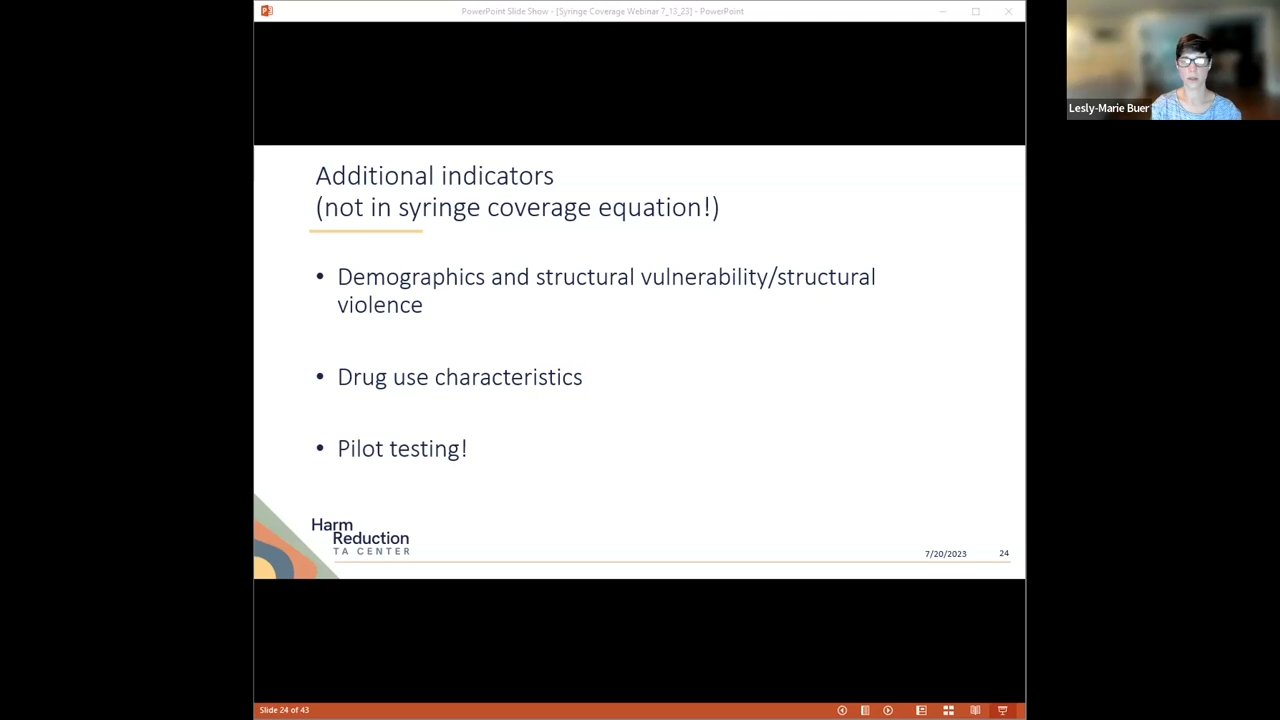 PowerPoint Slide Show - [Syringe Coverage Webinar 7_13_23] - PowerPoint
Lesly-Marie Buer
Additional indicators
(not in syringe coverage equation!)
• Demographics and structural vulnerability/structural
violence
• Drug use characteristics
• Pilot testing!
Harm
Reduction
TA CENTER
7/20/2023
24
Slide 24 of 43